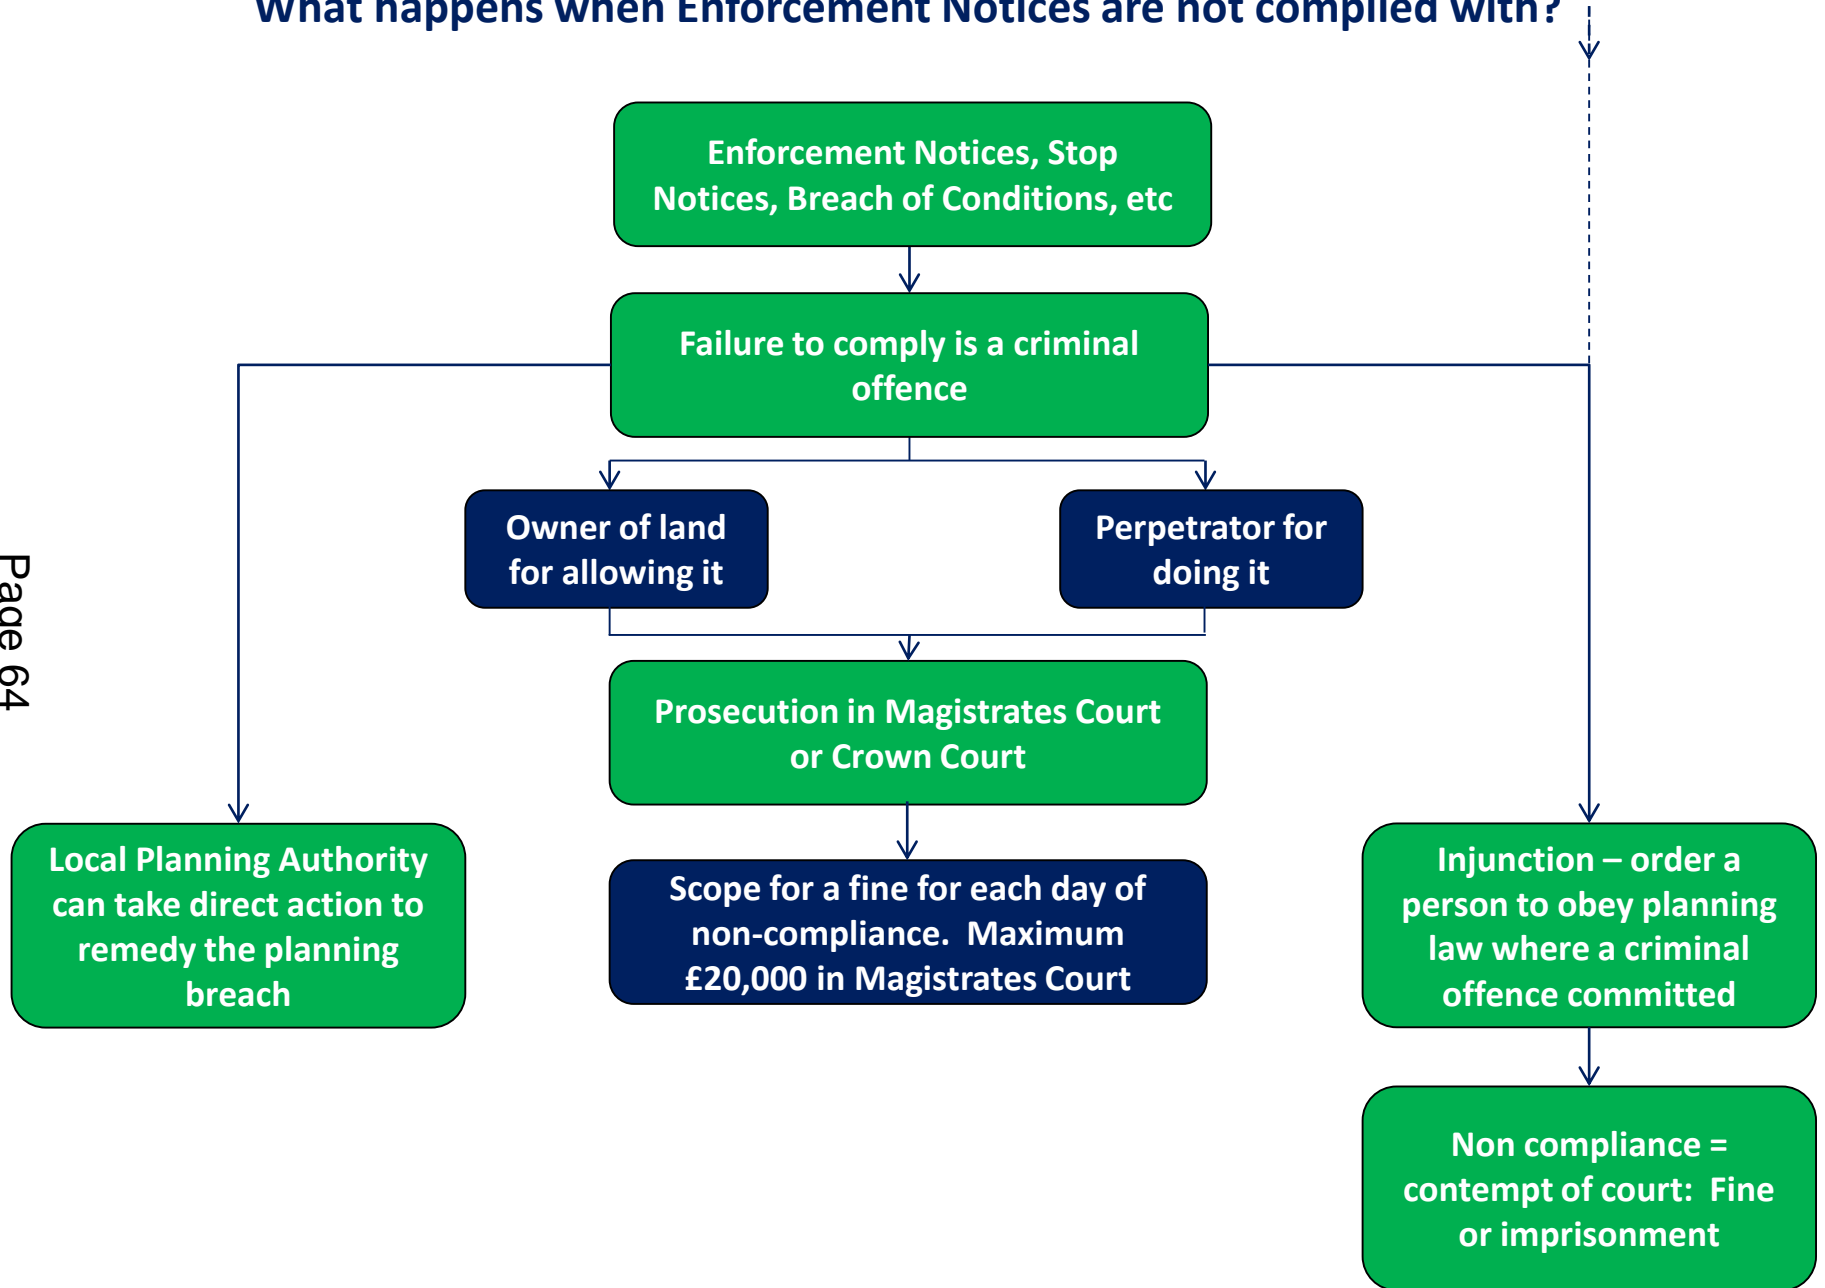 What happens when Enforcement Notices are not complied with?
Enforcement Notices, Stop
Notices, Breach of Conditions, etc
Failure to comply is a criminal
offence
Owner of land
for allowing it
Perpetrator for
doing it
Prosecution in Magistrates Court
or Crown Court
Local Planning Authority
can take direct action to
remedy the planning
breach
Scope for a fine for each day of
non-compliance.  Maximum
£20,000 in Magistrates Court
Injunction – order a
person to obey planning
law where a criminal
offence committed
Non compliance =
contempt of court:  Fine
or imprisonment
Page 64